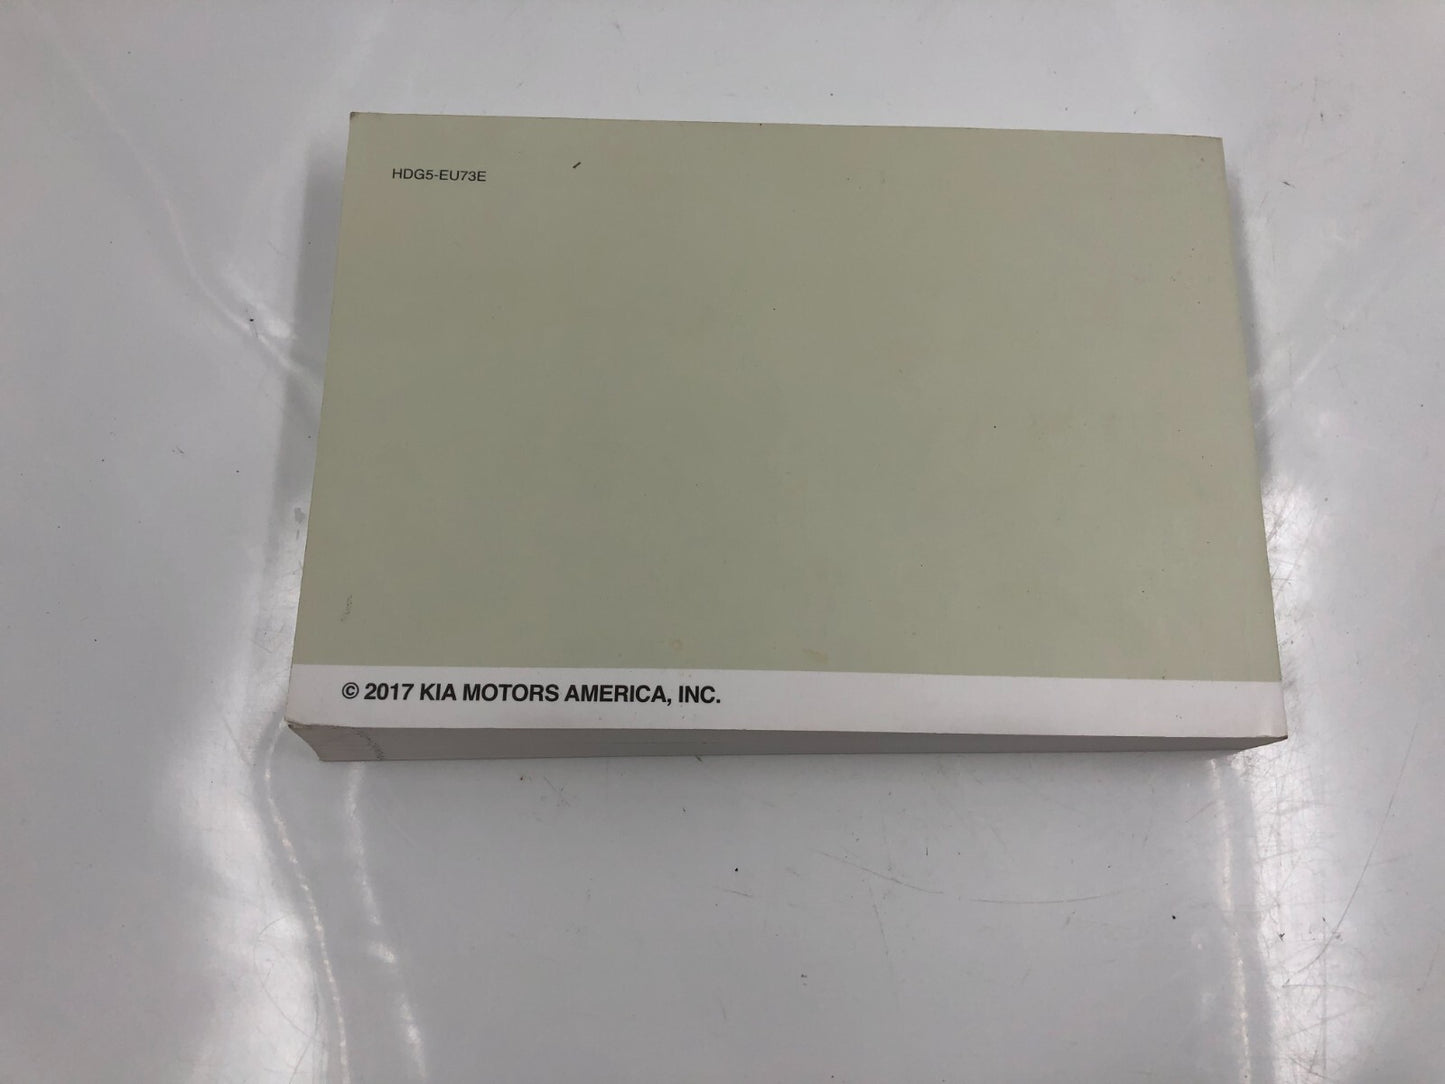 HDG5-EU73E
© 2017 KIA MOTORS AMERICA, INC.